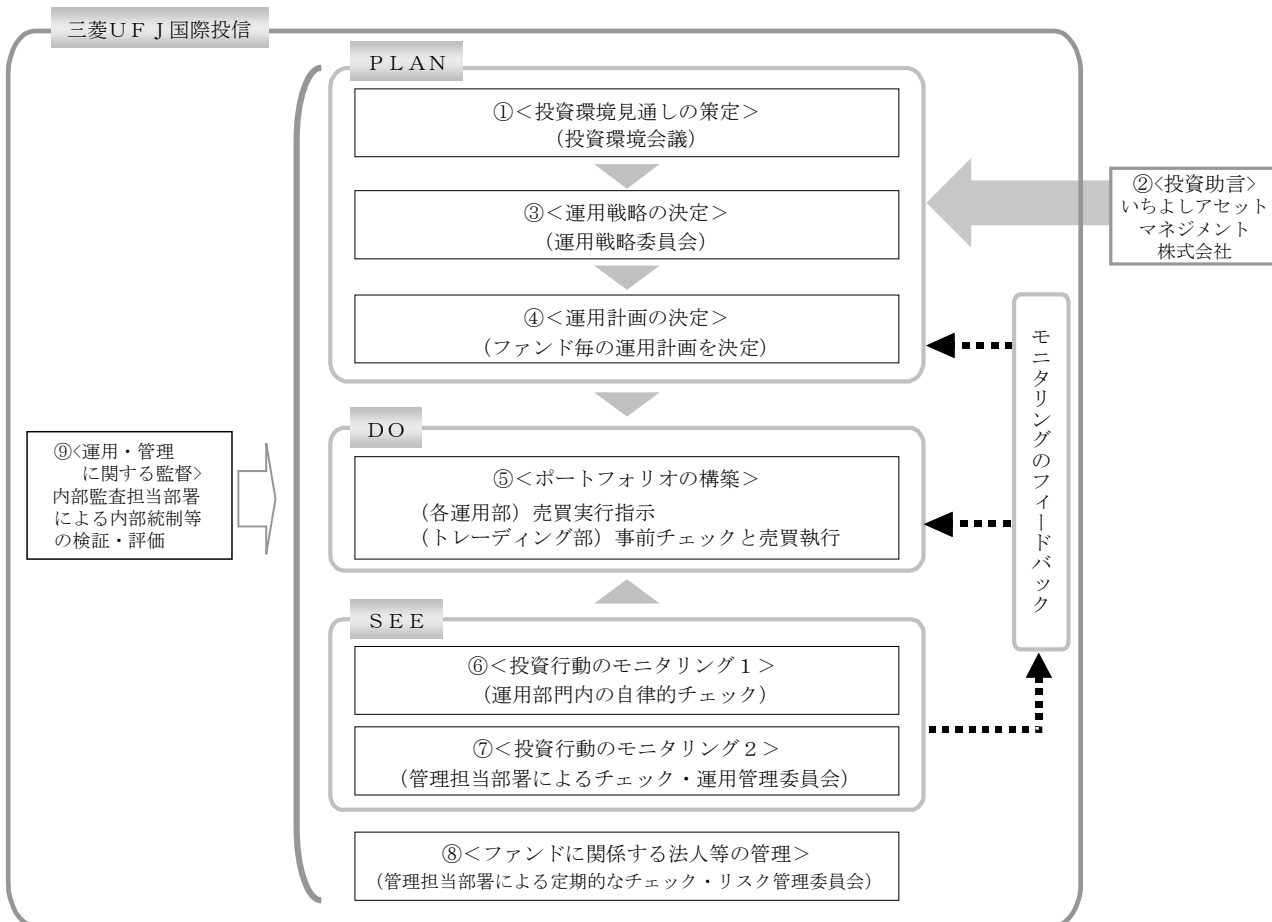 三菱ＵＦＪ国際投信
ＰＬＡＮ
①＜投資環境見通しの策定＞
（投資環境会議）
②<投資助言>
いちよしアセット
マネジメント
株式会社
③＜運用戦略の決定＞
（運用戦略委員会）
④＜運用計画の決定＞
（ファンド毎の運用計画を決定）
モニタリングのフィードバック
ＤＯ
⑤＜ポートフォリオの構築＞
（各運用部）売買実行指示
（トレーディング部）事前チェックと売買執行
⑨<運用・管理
に関する監督>
内部監査担当部署
による内部統制等
の検証・評価
ＳＥＥ
⑥＜投資行動のモニタリング１＞
（運用部門内の自律的チェック）
⑦＜投資行動のモニタリング２＞
（管理担当部署によるチェック・運用管理委員会）
⑧＜ファンドに関係する法人等の管理＞
（管理担当部署による定期的なチェック・リスク管理委員会）